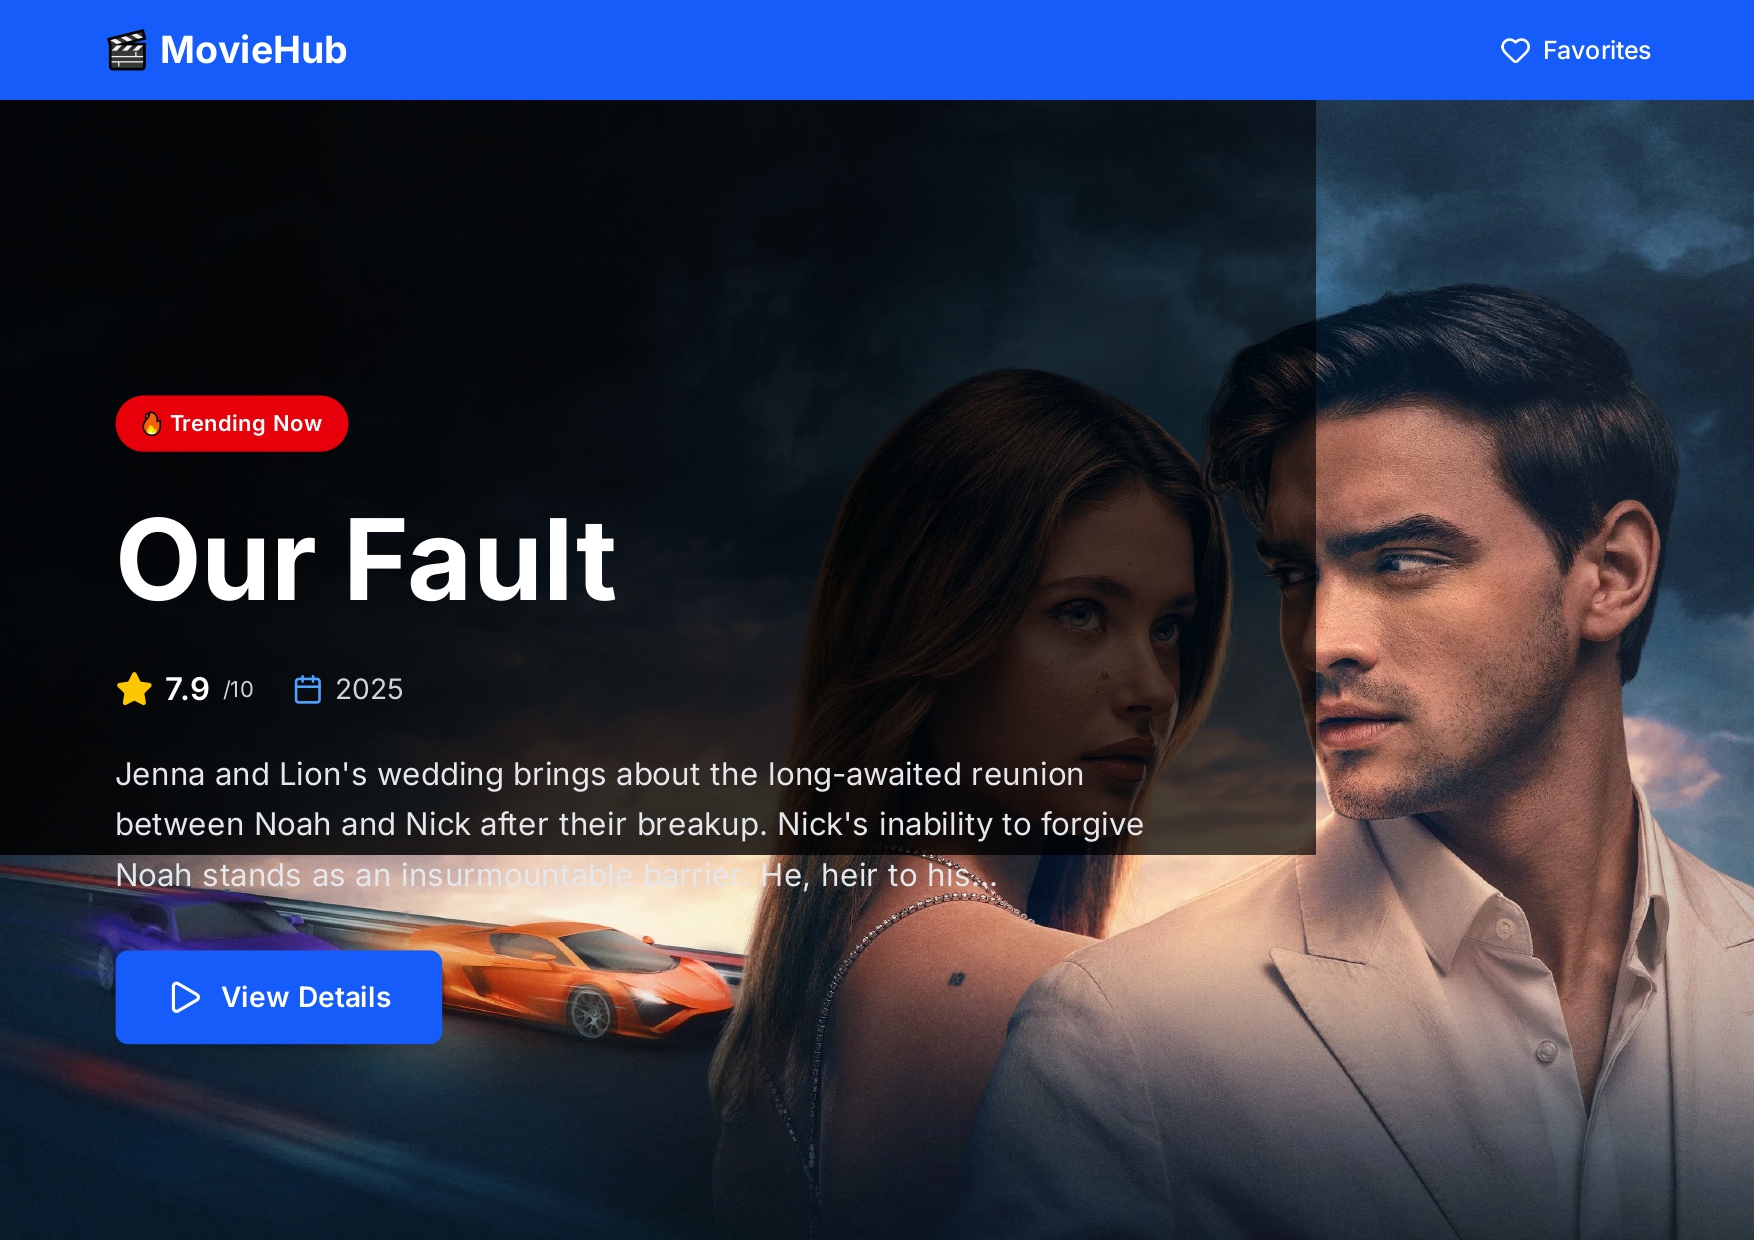 🎬 MovieHub
Favorites
🔥 Trending Now
Our Fault
7.9 /10 2025
Jenna and Lion's wedding brings about the long-awaited reunion
between Noah and Nick after their breakup. Nick's inability to forgive
Noah stands as an insurmountable barrier. He, heir to his...
View Details